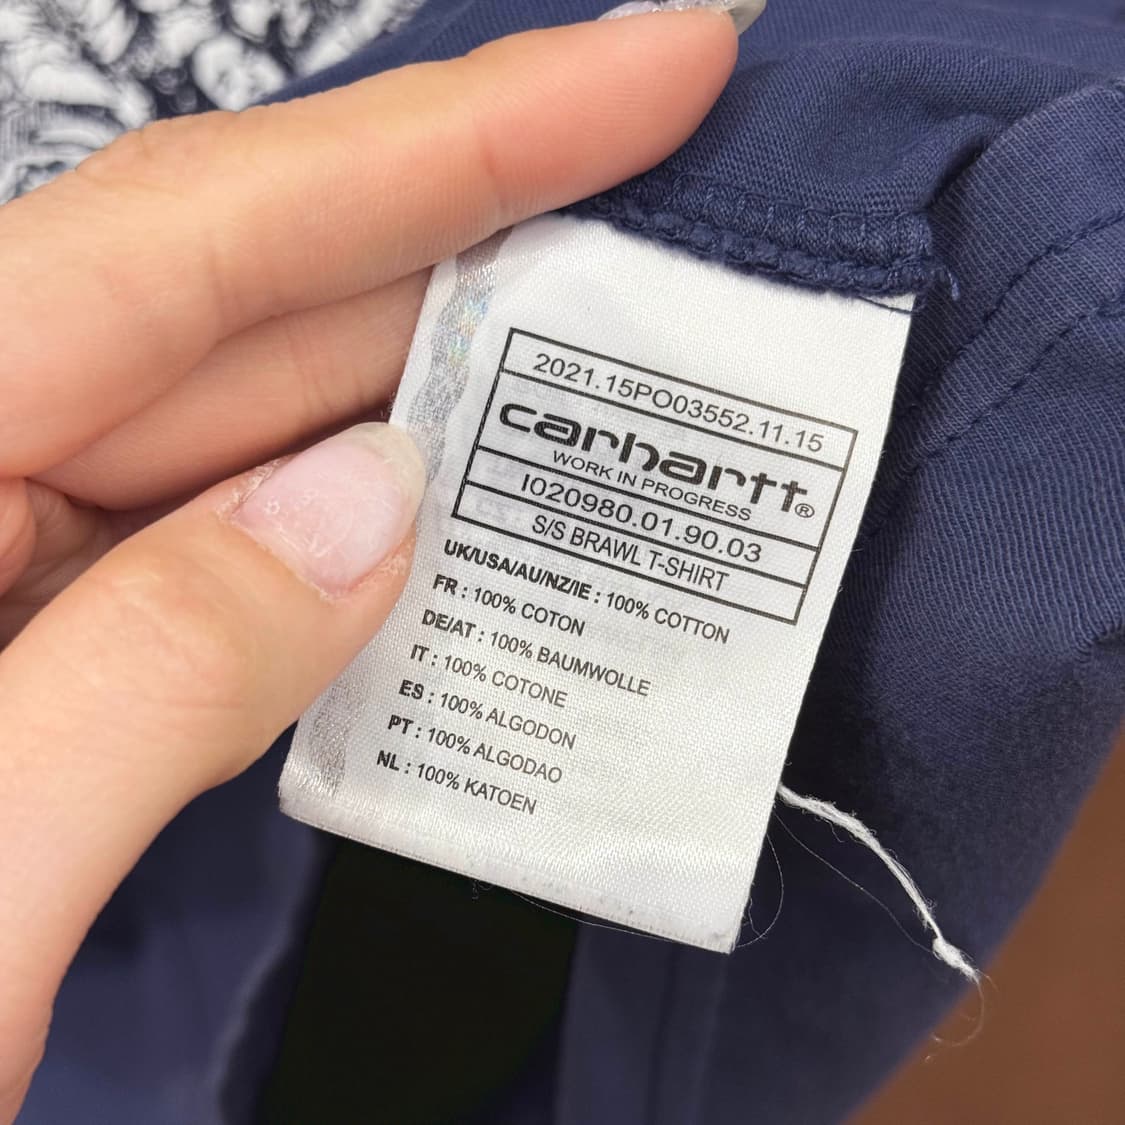 2021.15PO03552.11.15
carhartt®
WORK IN PROGRESS
I020980.01.90.03
S/S BRAWL T-SHIRT
UK/USA/AU/NZ/IE : 100% COTTON
FR : 100% COTON
DE/AT : 100% BAUMWOLLE
IT : 100% COTONE
ES : 100% ALGODON
PT : 100% ALGODAO
NL : 100% KATOEN